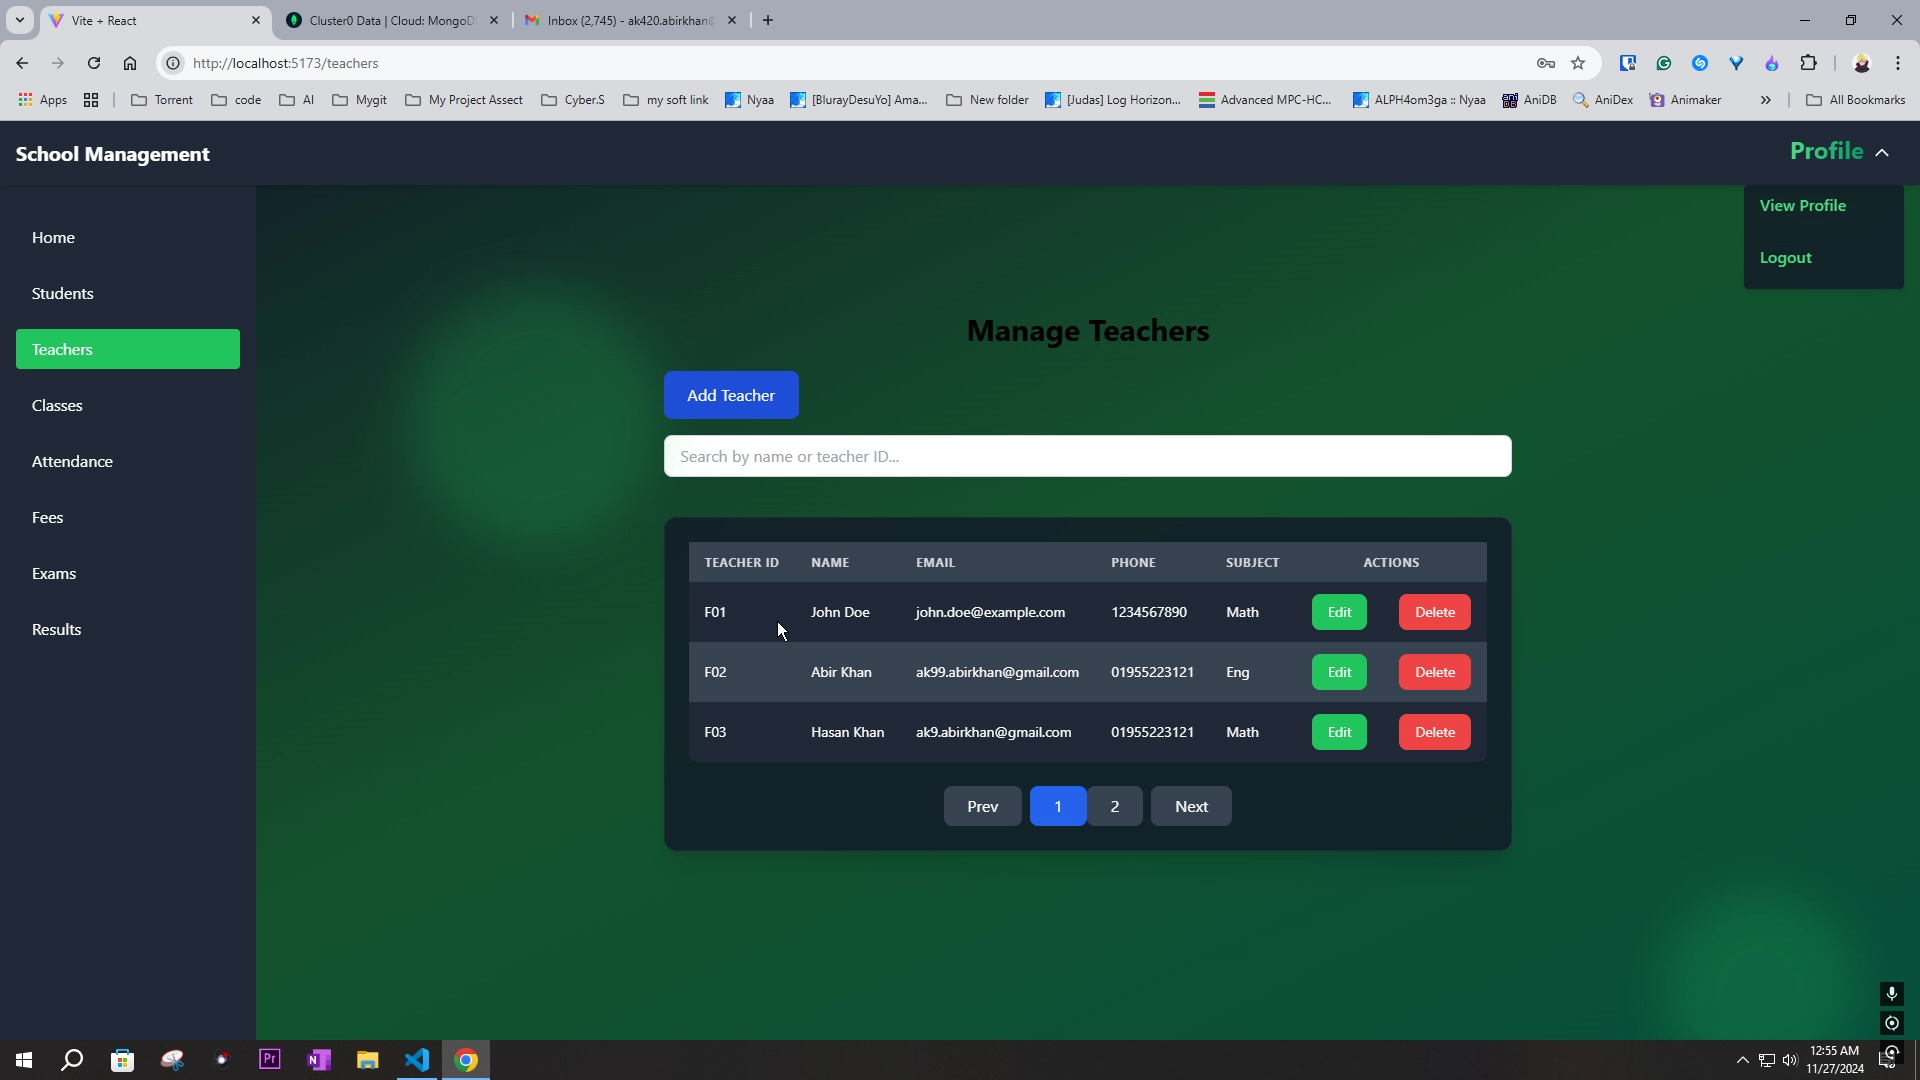 Vite + React
Cluster0 Data | Cloud: MongoD
Inbox (2,745) - ak420.abirkhan@
http://localhost:5173/teachers
Apps
Torrent
code
AI
Mygit
My Project Assect
Cyber.S
my soft link
Nyaa
[BlurayDesuYo] Ama...
New folder
[Judas] Log Horizon...
Advanced MPC-HC...
ALPH4om3ga :: Nyaa
AniDB
AniDex
Animaker
»
All Bookmarks
School Management
Profile
View Profile
Logout
Home
Students
Teachers
Classes
Attendance
Fees
Exams
Results
Manage Teachers
Add Teacher
Search by name or teacher ID...
TEACHER ID NAME EMAIL PHONE SUBJECT ACTIONS
F01 John Doe john.doe@example.com 1234567890 Math Edit Delete
F02 Abir Khan ak99.abirkhan@gmail.com 01955223121 Eng Edit Delete
F03 Hasan Khan ak9.abirkhan@gmail.com 01955223121 Math Edit Delete
Prev 1 2 Next
Pr
N
12:55 AM
11/27/2024